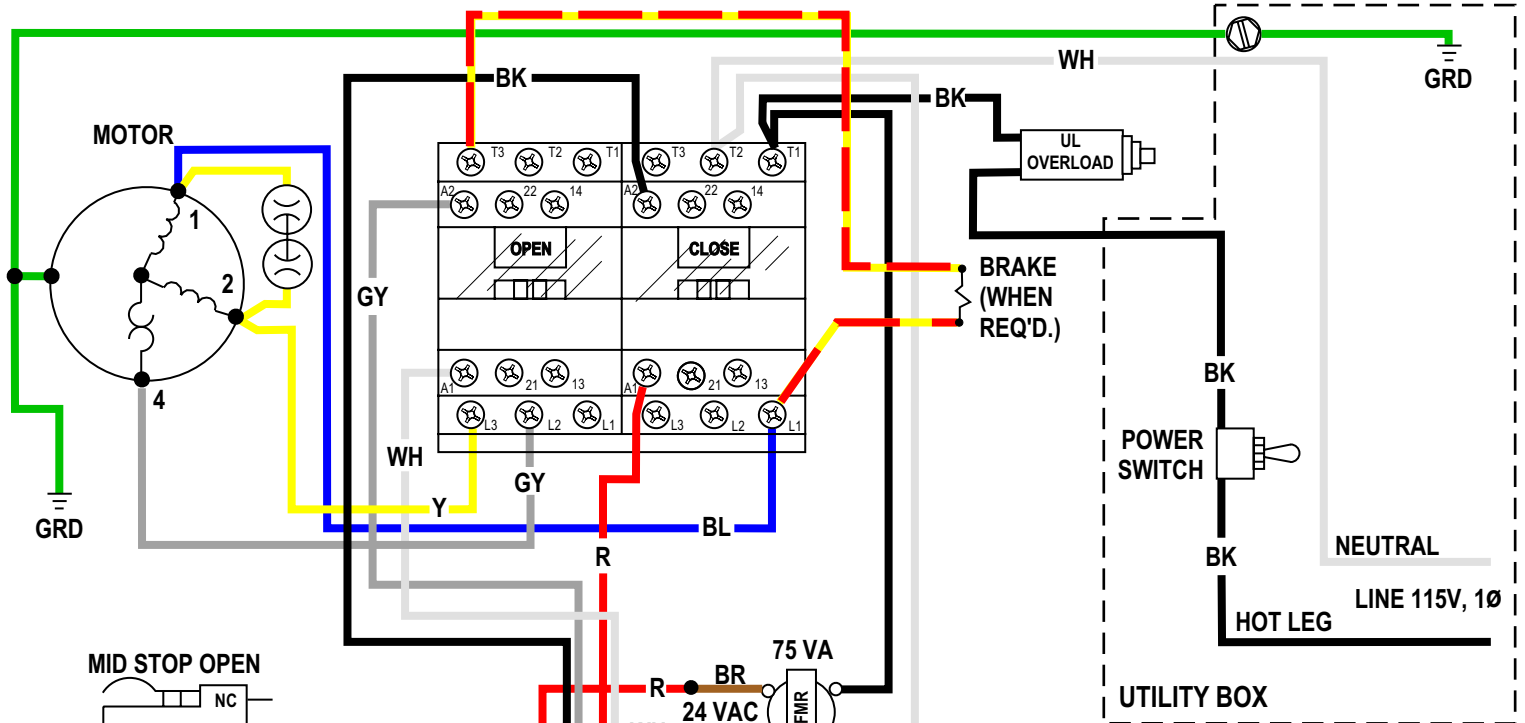 WH
GRD
BK
BK
MOTOR
T3 T2 T1 T3 T2 T1
UL
OVERLOAD
A2 22 14 A2 22 14
1
OPEN CLOSE
2
GY
BRAKE
(WHEN
REQ'D.)
A1 21 13 A1 21 13
BK
4
L3 L2 L1 L3 L2 L1
POWER
SWITCH
WH
GY
Y
BL
GRD
R
BK
NEUTRAL
LINE 115V, 1Ø
HOT LEG
75 VA
MID STOP OPEN
NC
R
BR
FMR
24 VAC
UTILITY BOX